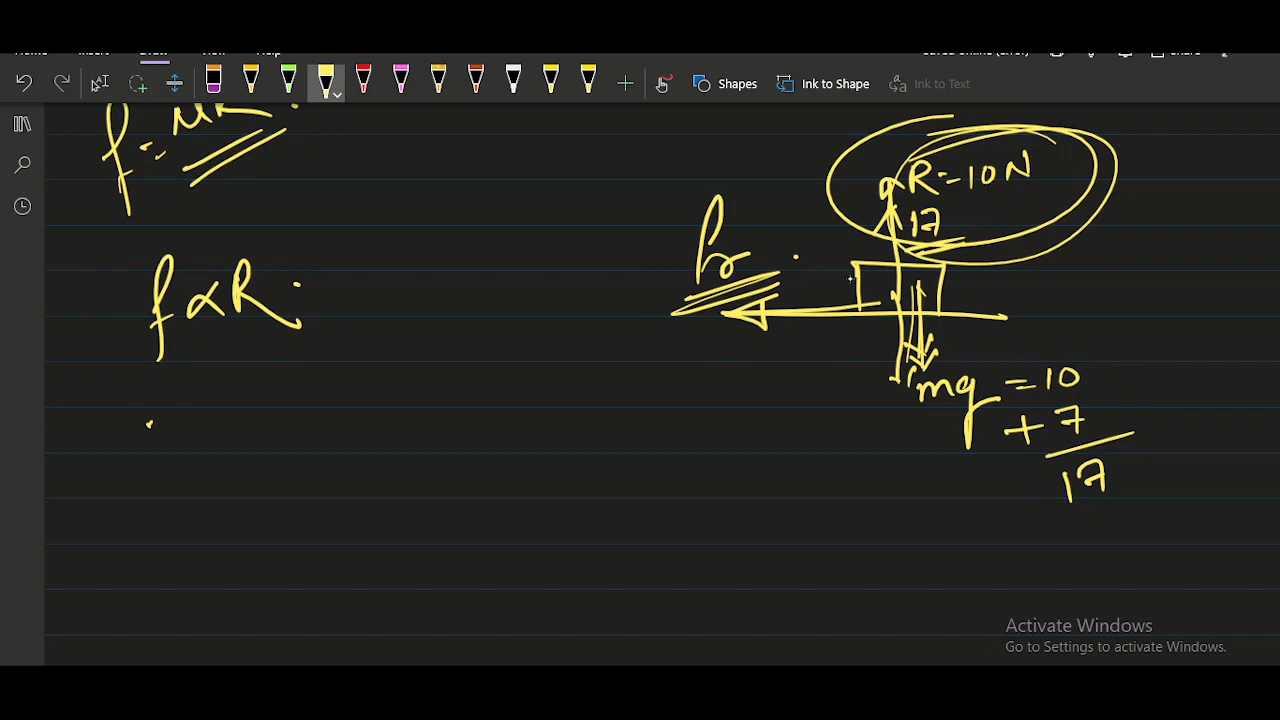 Shapes
Ink to Shape
Ink to Text
f = μR
R = 10 N
17
fr
f ∝ R
mg = 10
+ 7
17
Activate Windows
Go to Settings to activate Windows.